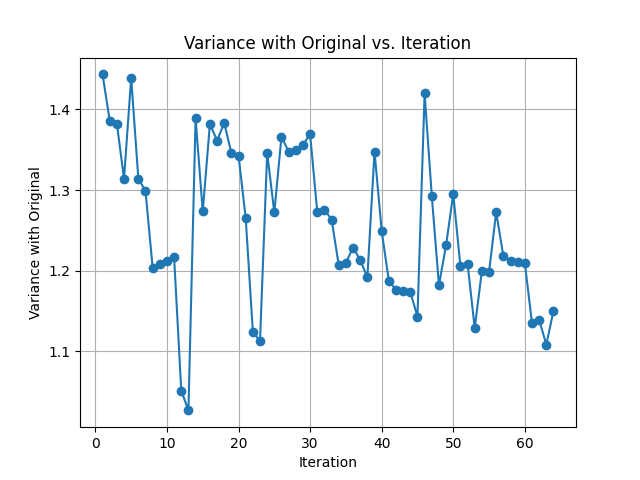 Variance with Original vs. Iteration
1.4
1.3
1.2
1.1
Variance with Original
0 10 20 30 40 50 60
Iteration